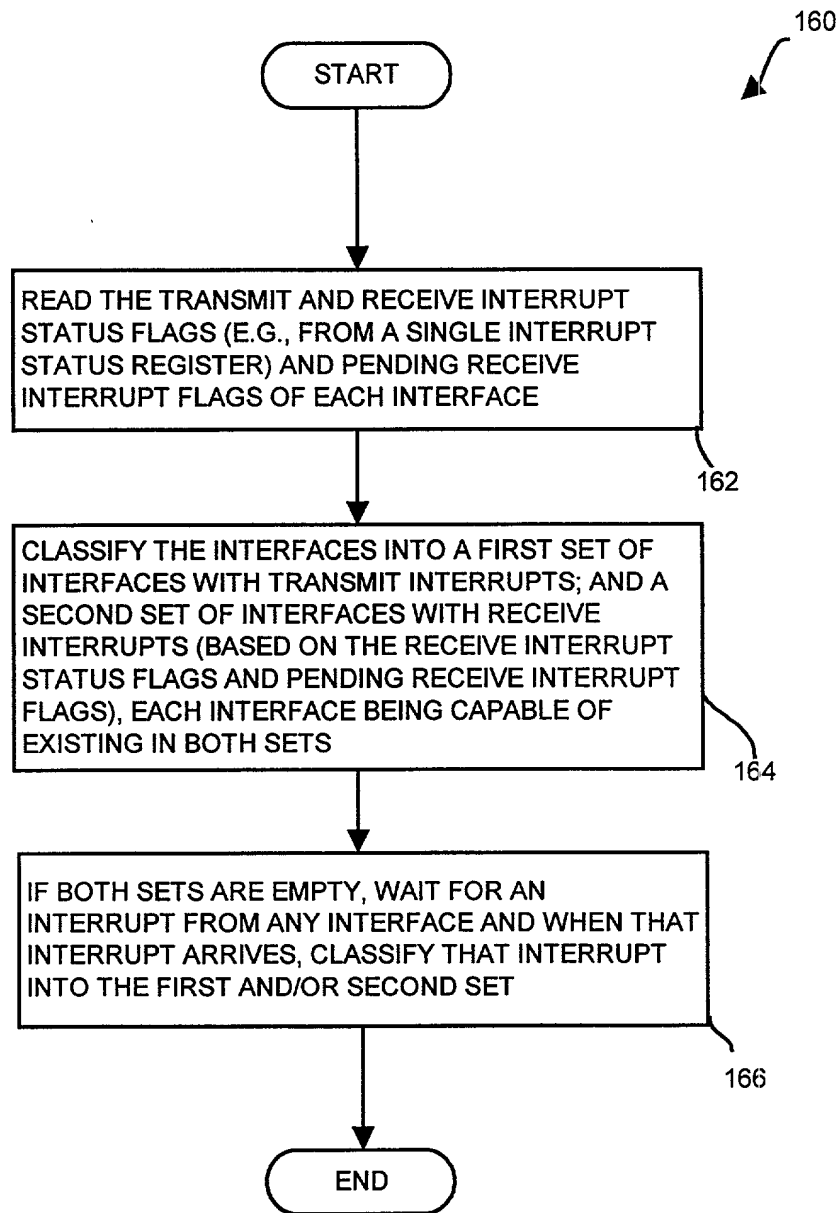 160
START
READ THE TRANSMIT AND RECEIVE INTERRUPT
STATUS FLAGS (E.G., FROM A SINGLE INTERRUPT
STATUS REGISTER) AND PENDING RECEIVE
INTERRUPT FLAGS OF EACH INTERFACE
162
CLASSIFY THE INTERFACES INTO A FIRST SET OF
INTERFACES WITH TRANSMIT INTERRUPTS; AND A
SECOND SET OF INTERFACES WITH RECEIVE
INTERRUPTS (BASED ON THE RECEIVE INTERRUPT
STATUS FLAGS AND PENDING RECEIVE INTERRUPT
FLAGS), EACH INTERFACE BEING CAPABLE OF
EXISTING IN BOTH SETS
164
IF BOTH SETS ARE EMPTY, WAIT FOR AN
INTERRUPT FROM ANY INTERFACE AND WHEN THAT
INTERRUPT ARRIVES, CLASSIFY THAT INTERRUPT
INTO THE FIRST AND/OR SECOND SET
166
END